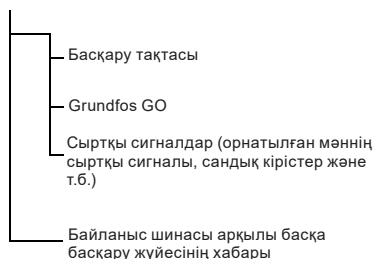 Басқару тақтасы
Grundfos GO
Сыртқы сигналдар (орнатылған мәннің
сыртқы сигналы, сандық кірістер және
т.б.)
Байланыс шинасы арқылы басқа
басқару жүйесінің хабары